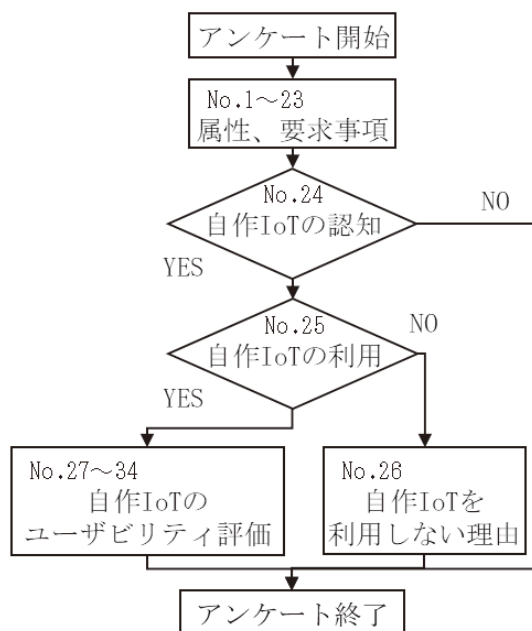 アンケート開始
No.1～23
属性、要求事項
No.24
自作IoTの認知
NO
YES
No.25
自作IoTの利用
NO
YES
No.27～34
自作IoTの
ユーザビリティ評価
No.26
自作IoTを
利用しない理由
アンケート終了